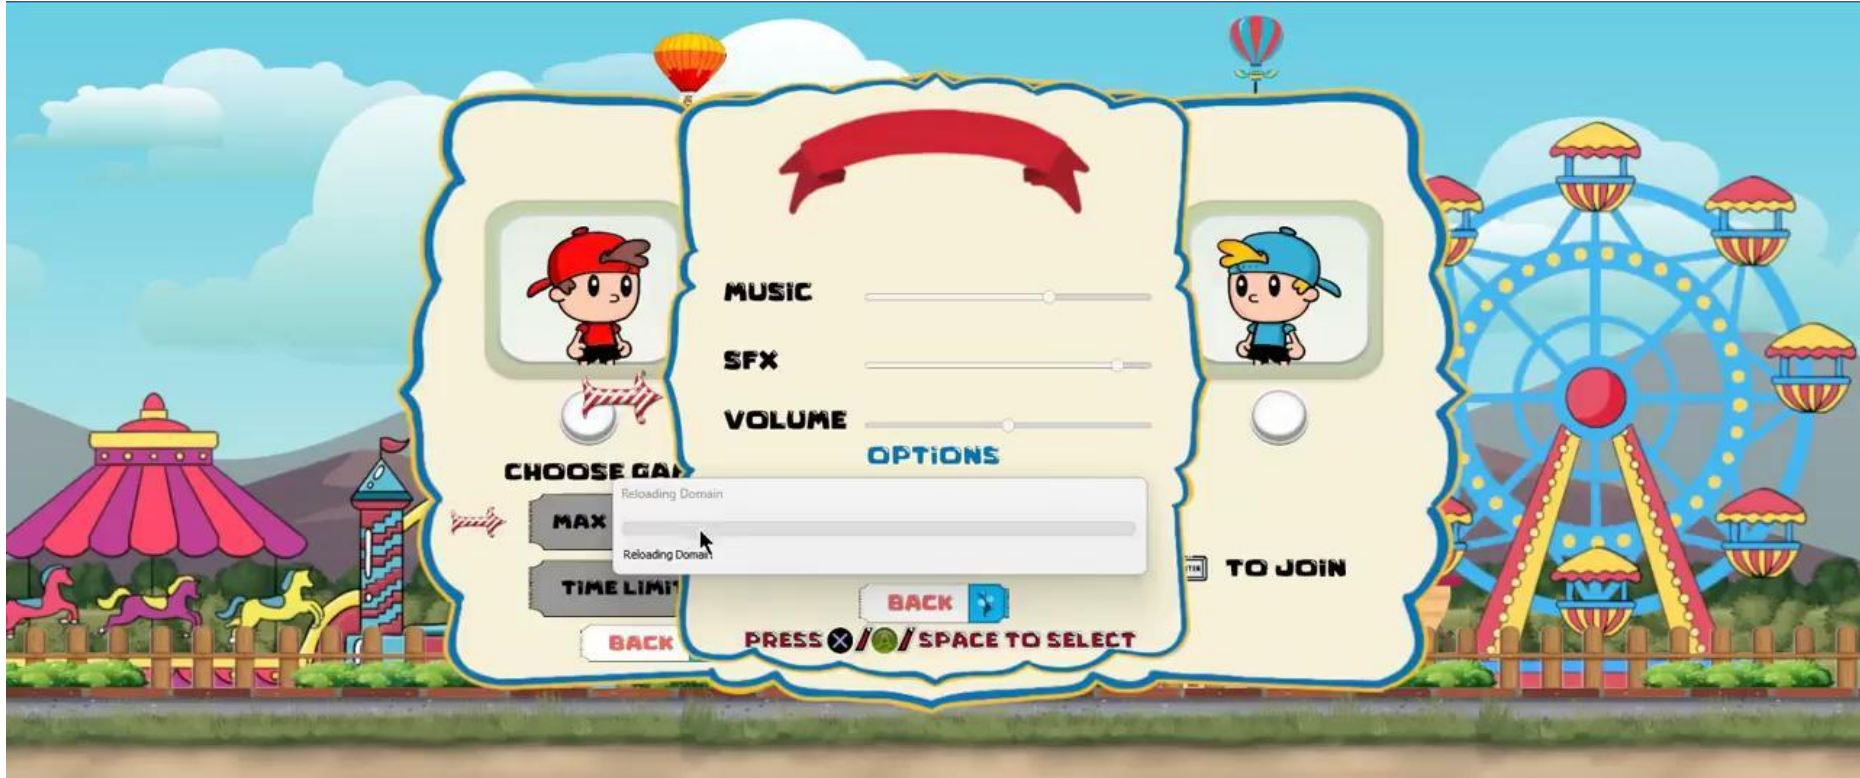 MUSIC
SFX
VOLUME
OPTIONS
CHOOSE GA
Reloading Domain
MAX
Reloading Domain
TIME LIMIT
TO JOIN
BACK
BACK
PRESS X/A/SPACE TO SELECT